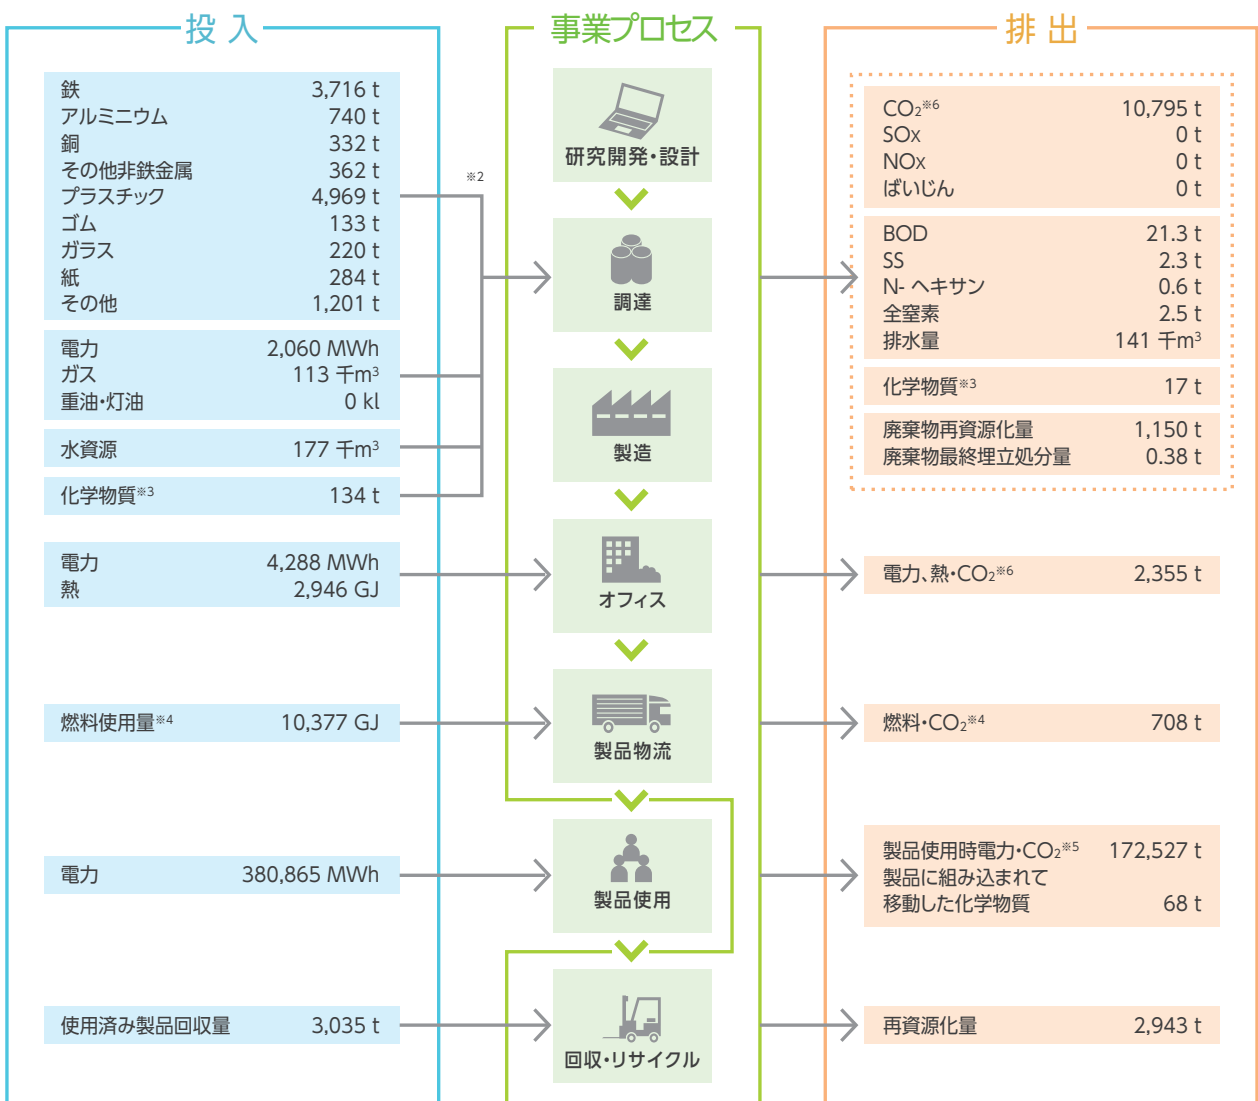 投入
鉄 3,716 t
アルミニウム 740 t
銅 332 t
その他非鉄金属 362 t
プラスチック 4,969 t
ゴム 133 t
ガラス 220 t
紙 284 t
その他 1,201 t
電力 2,060 MWh
ガス 113 千m³
重油・灯油 0 kl
水資源 177 千m³
化学物質※3 134 t
電力 4,288 MWh
熱 2,946 GJ
燃料使用量※4 10,377 GJ
電力 380,865 MWh
使用済み製品回収量 3,035 t
※2
事業プロセス
研究開発・設計
調達
製造
オフィス
製品物流
製品使用
回収・リサイクル
排出
CO₂※6 10,795 t
SOx 0 t
NOx 0 t
ばいじん 0 t
BOD 21.3 t
SS 2.3 t
N- ヘキサン 0.6 t
全窒素 2.5 t
排水量 141 千m³
化学物質※3 17 t
廃棄物再資源化量 1,150 t
廃棄物最終埋立処分量 0.38 t
電力、熱・CO₂※6 2,355 t
燃料・CO₂※4 708 t
製品使用時電力・CO₂※5 172,527 t
製品に組み込まれて
移動した化学物質 68 t
再資源化量 2,943 t